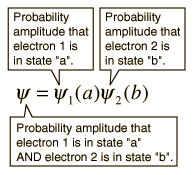 Probability
amplitude that
electron 1 is
in state "a".
Probability
amplitude that
electron 2 is
in state "b".
ψ = ψ₁(a)ψ₂(b)
Probability amplitude that
electron 1 is in state "a"
AND electron 2 is in state "b".